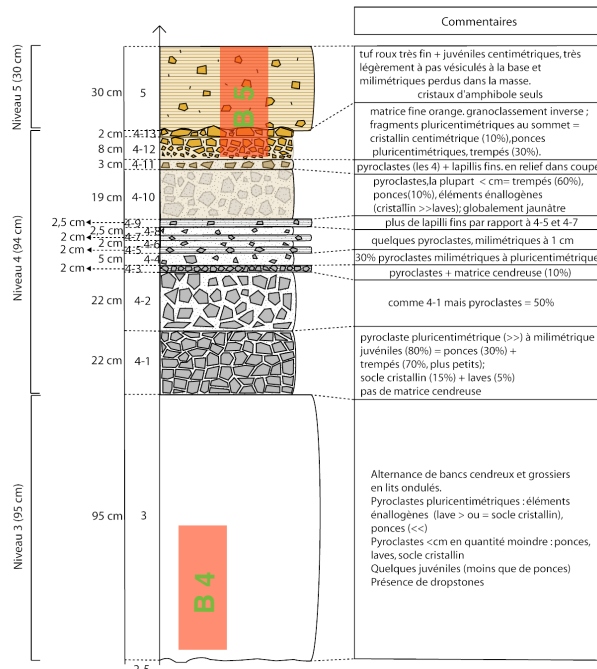 Commentaires
tuf roux très fin + juvéniles centimétriques, très
légèrement à pas vésiculés à la base et
milimétriques perdus dans la masse.
cristaux d'amphibole seuls
matrice fine orange. granoclassement inverse ;
fragments pluricentimétriques au sommet =
cristallin centimétrique (10%),ponces
pluricentimétriques, trempés (30%).
pyroclastes (les 4) + lapillis fins. en relief dans coupe
pyroclastes,la plupart < cm= trempés (60%),
ponces(10%), éléments énallogènes
(cristallin >>laves); globalement jaunâtre
plus de lapilli fins par rapport à 4-5 et 4-7
quelques pyroclastes, milimétriques à 1 cm
30% pyroclastes milimétriques à pluricentimétriques
pyroclastes + matrice cendreuse (10%)
comme 4-1 mais pyroclastes = 50%
pyroclaste pluricentimétrique (>>) à milimétrique
juvéniles (80%) = ponces (30%) +
trempés (70%, plus petits);
socle cristallin (15%) + laves (5%)
pas de matrice cendreuse
Alternance de bancs cendreux et grossiers
en lits ondulés.
Pyroclastes pluricentimétriques : éléments
énallogènes (lave > ou = socle cristallin),
ponces (<<)
Pyroclastes <cm en quantité moindre : ponces,
laves, socle cristallin
Quelques juvéniles (moins que de ponces)
Présence de dropstones
Niveau 5 (30 cm)
Niveau 4 (94 cm)
Niveau 3 (95 cm)
30 cm 5
2 cm 4-13
8 cm 4-12
3 cm 4-11
19 cm 4-10
2,5 cm 4-9
2,5 cm 4-8
2 cm 4-7
2 cm 4-6
2 cm 4-5
5 cm 4-4
2 cm 4-3
22 cm 4-2
22 cm 4-1
95 cm 3
B 5
B 4